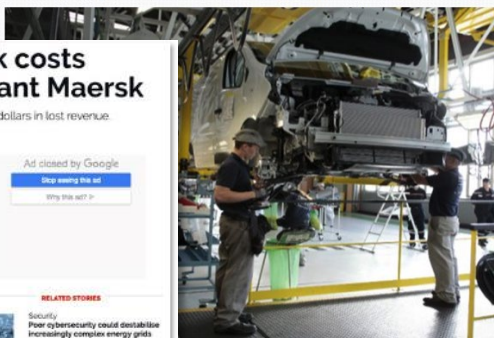 k costs
ant Maersk
dollars in lost revenue.
Ad closed by Google
Stop seeing this ad
Why this ad?
RELATED STORIES
Security
Poor cybersecurity could destabilise
increasingly complex energy grids